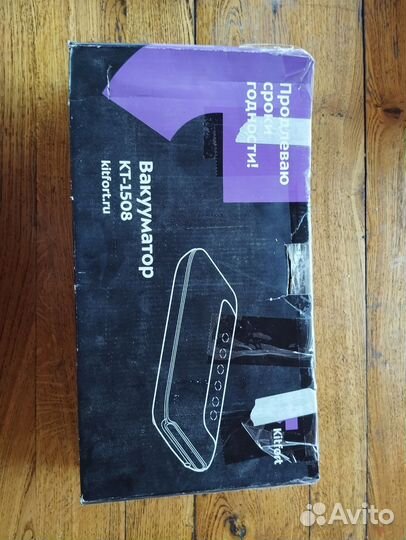 Продлеваю
сроки
годности!
Вакууматор
КТ-1508
kitfort.ru
Kitfort
Avito